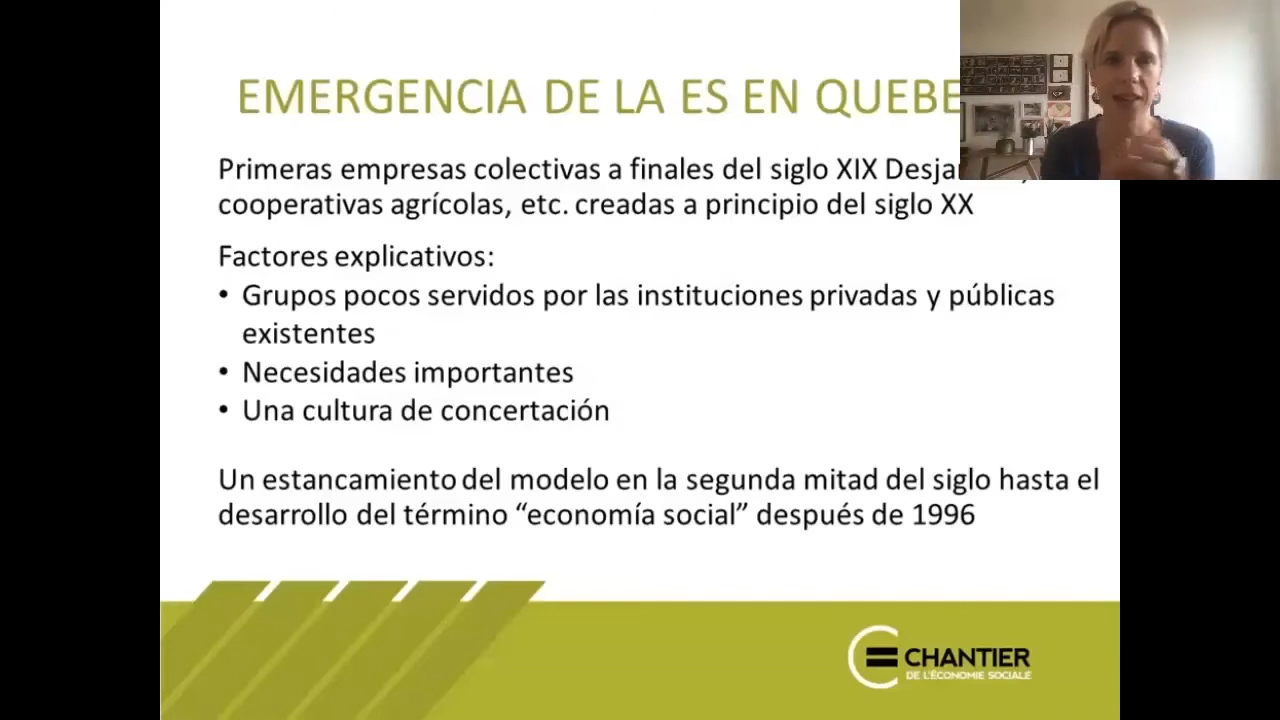 EMERGENCIA DE LA ES EN QUEBE
Primeras empresas colectivas a finales del siglo XIX
cooperativas agrícolas, etc. creadas a principio del siglo XX
Factores explicativos:
• Grupos pocos servidos por las instituciones privadas y públicas
existentes
• Necesidades importantes
• Una cultura de concertación
Un estancamiento del modelo en la segunda mitad del siglo hasta el
desarrollo del término “economía social” después de 1996
CHANTIER
DE L'ÉCONOMIE SOCIALE